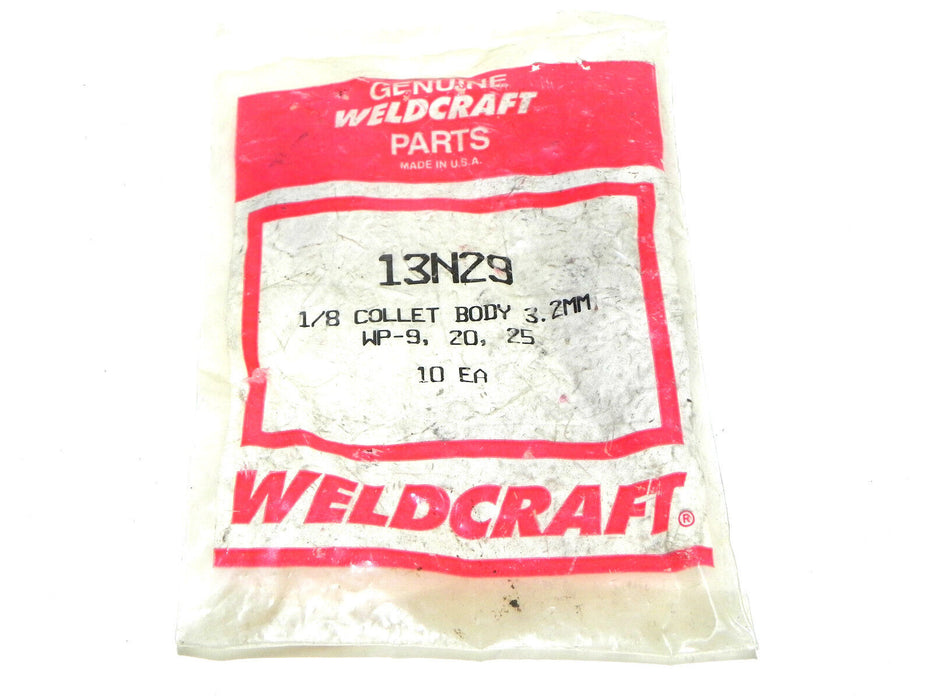 GENUINE
WELDCRAFT
PARTS
MADE IN U.S.A.
13N29
1/8 COLLET BODY 3.2MM
WP-9, 20, 25
10 EA
WELDCRAFT®